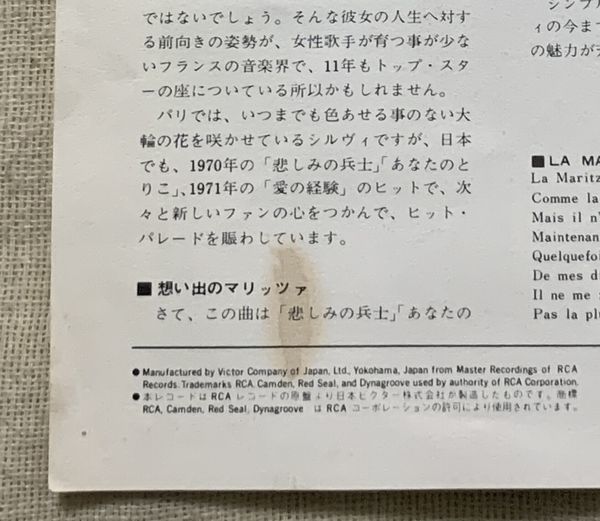 ではないでしょう。そんな彼女の人生へ対す
る前向きの姿勢が、女性歌手が育つ事が少な
いフランスの音楽界で、11年もトップ・スタ
ーの座についている所以かもしれません。
パリでは、いつまでも色あせる事のない大
輪の花を咲かせているシルヴィですが、日本
でも、1970年の「悲しみの兵士」「あなたのと
りこ」、1971年の「愛の経験」のヒットで、次
々と新しいファンの心をつかんで、ヒット・
パレードを賑わしています。
■想い出のマリッツァ
さて、この曲は「悲しみの兵士」「あなたの
シンプル
ィの今ま
の魅力が
■LA MA
La Maritz
Comme la
Mais il n'
Maintenan
Quelquefoi
De mes d
Il ne me
Pas la plu
●Manufactured by Victor Company of Japan, Ltd., Yokohama, Japan from Master Recordings of RCA
Records. Trademarks RCA, Camden, Red Seal, and Dynagroove used by authority of RCA Corporation.
●本レコードはRCAレコードの原盤より日本ビクター株式会社が製造したものです。商標
RCA, Camden, Red Seal, Dynagroove はRCAコーポレーションの許可により使用されています。